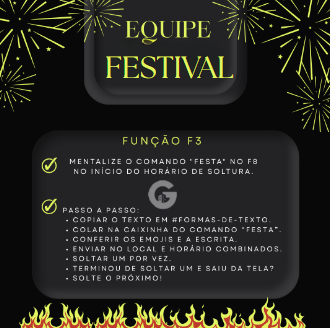 EQUIPE
FESTIVAL
FUNÇÃO F3
MENTALIZE O COMANDO "FESTA" NO F8
NO INÍCIO DO HORÁRIO DE SOLTURA.
G
PASSO A PASSO:
• COPIAR O TEXTO EM #FORMAS-DE-TEXTO.
• COLAR NA CAIXINHA DO COMANDO "FESTA".
• CONFERIR OS EMOJIS E A ESCRITA.
• ENVIAR NO LOCAL E HORÁRIO COMBINADOS.
• SOLTAR UM POR VEZ.
• TERMINOU DE SOLTAR UM E SAIU DA TELA?
• SOLTE O PRÓXIMO!